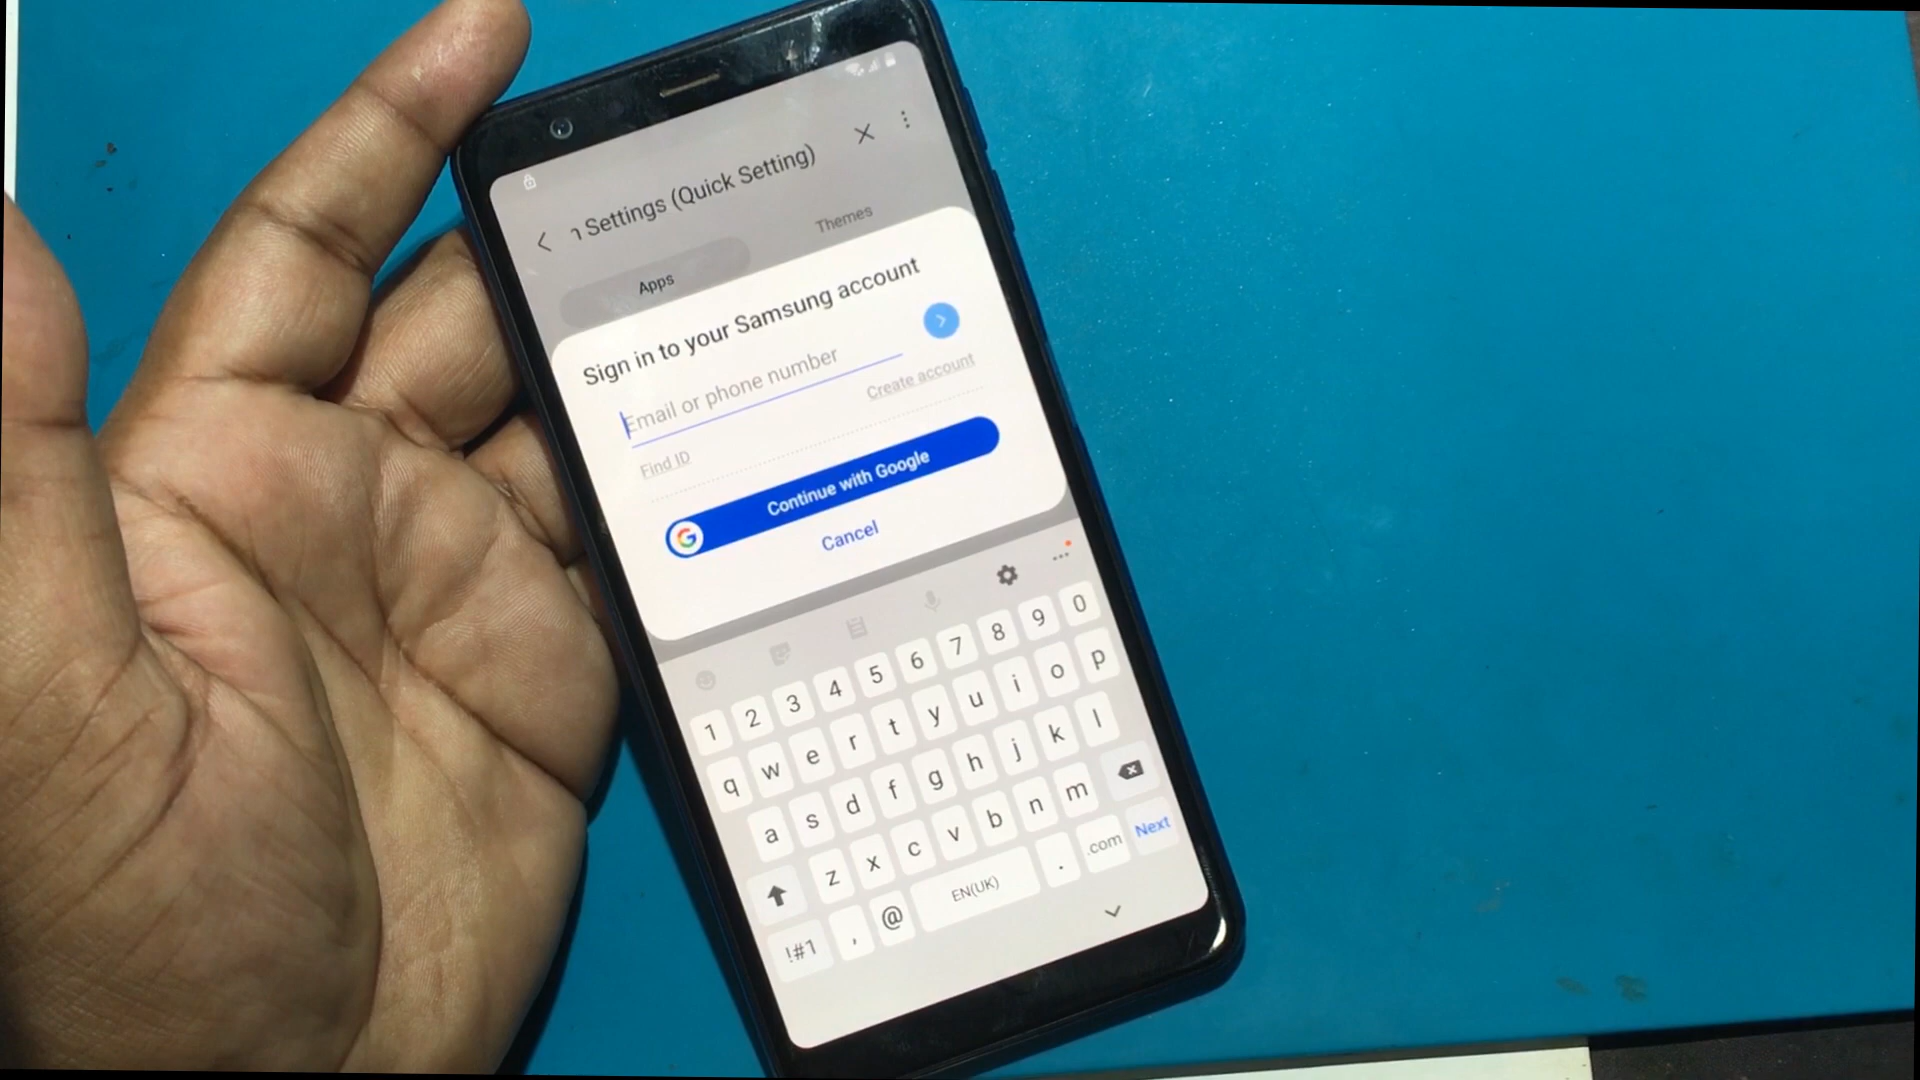 n Settings (Quick Setting)
Apps
Themes
Sign in to your Samsung account
Email or phone number
Create account
Find ID
G Continue with Google
Cancel
1 2 3 4 5 6 7 8 9 0
q w e r t y u i o p
a s d f g h j k l
z x c v b n m
!#1 , @ EN(UK) . .com Next